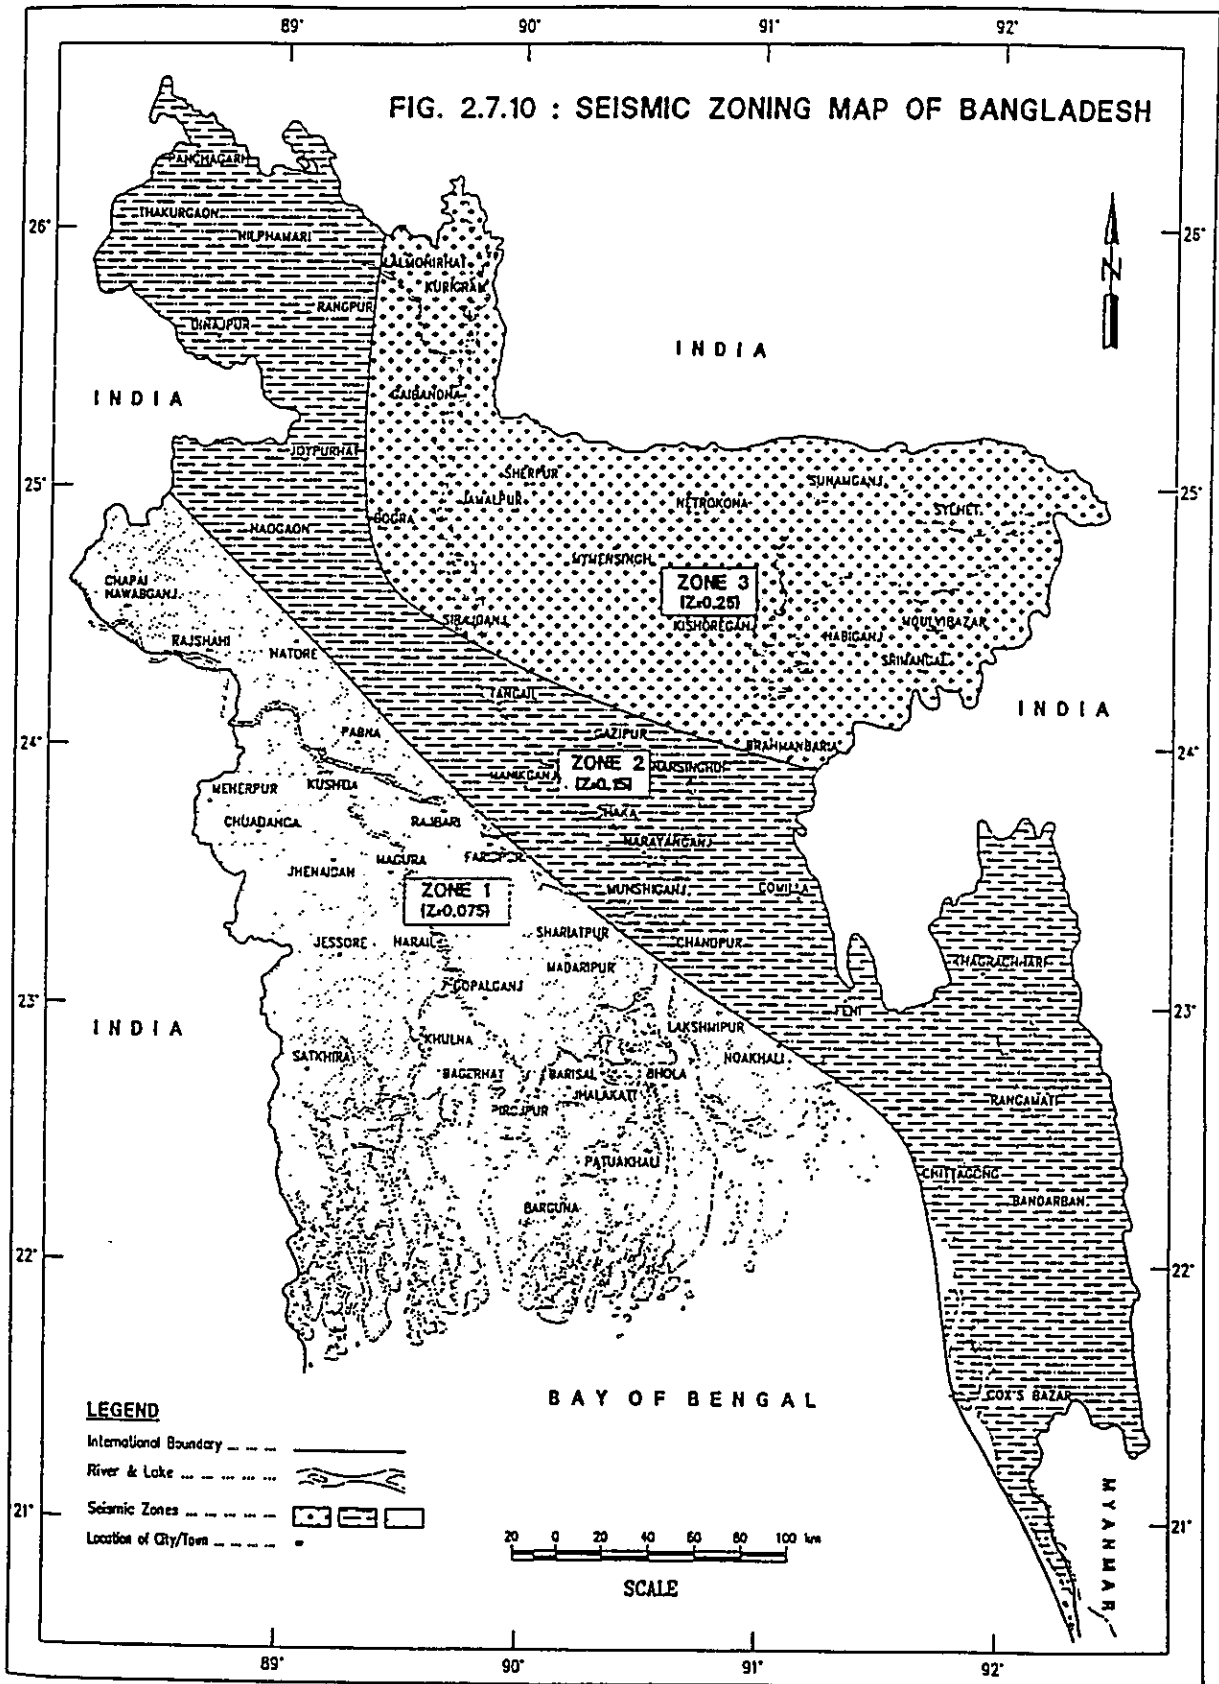 89°
90°
91°
92°
FIG. 2.7.10 : SEISMIC ZONING MAP OF BANGLADESH
PANCHAGARH
THAKURGAON
NILPHAMARI
26°
LALMONIRHAT
KURIGRAM
N
RANGPUR
DINAJPUR
INDIA
INDIA
GAIBANDHA
JOYPURHAT
SHERPUR
SUNAMGANJ
25°
25°
JAMALPUR
NETROKONA
SYLHET
NAOGAON
BOGRA
MYMENSINGH
CHAPAI
NAWABGANJ
ZONE 3
(Z=0.25)
SIRAJGANJ
KISHOREGANJ
HABIGANJ
MOULVIBAZAR
RAJSHAHI
NATORE
SRIMANGAL
TANGAIL
INDIA
PABNA
GAZIPUR
BRAHMANBARIA
24°
24°
ZONE 2
(Z=0.15)
MANIKGANJ
NARSINGHDI
MEHERPUR
KUSHTIA
CHUADANGA
RAJBARI
DHAKA
NARAYANGANJ
MAGURA
FARIDPUR
JHENAIDAH
ZONE 1
(Z=0.075)
MUNSHIGANJ
COMILLA
JESSORE
NARAIL
SHARIATPUR
CHANDPUR
MADARIPUR
KHAGRACHHARI
GOPALGANJ
23°
23°
FENI
INDIA
LAKSHMIPUR
KHULNA
NOAKHALI
SATKHIRA
BAGERHAT
BARISAL
BHOLA
JHALAKATI
PIROJPUR
RANGAMATI
PATUAKHALI
CHITTAGONG
BANDARBAN
BARGUNA
22°
22°
COX'S BAZAR
BAY OF BENGAL
LEGEND
International Boundary
River & Lake
Seismic Zones
Location of City/Town
MYANMAR
21°
21°
20 0 20 40 60 80 100 km
SCALE
89°
90°
91°
92°